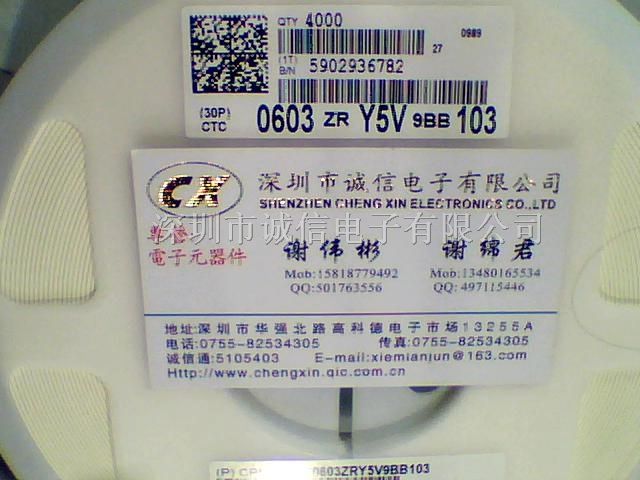 QTY 4000
27
0989
(1T)
B/N 5902936782
(30P)
CTC 0603 ZR Y5V 9BB 103
CX
深圳市诚信电子有限公司
SHENZHEN CHENG XIN ELECTRONICS CO.,LTD
深圳市诚信电子有限公司
電子元器件
谢伟彬 谢绵君
Mob:15818779492 Mob:13480165534
QQ:501763556 QQ:497115446
地址:深圳市华强北路高科德电子市场13255A
电话:0755-82534305 传真:0755-82534305
诚信通:5105403 E-mail:xiemianjun@163.com
Http://www.chengxin.qic.com.cn
0603ZRY5V9BB103